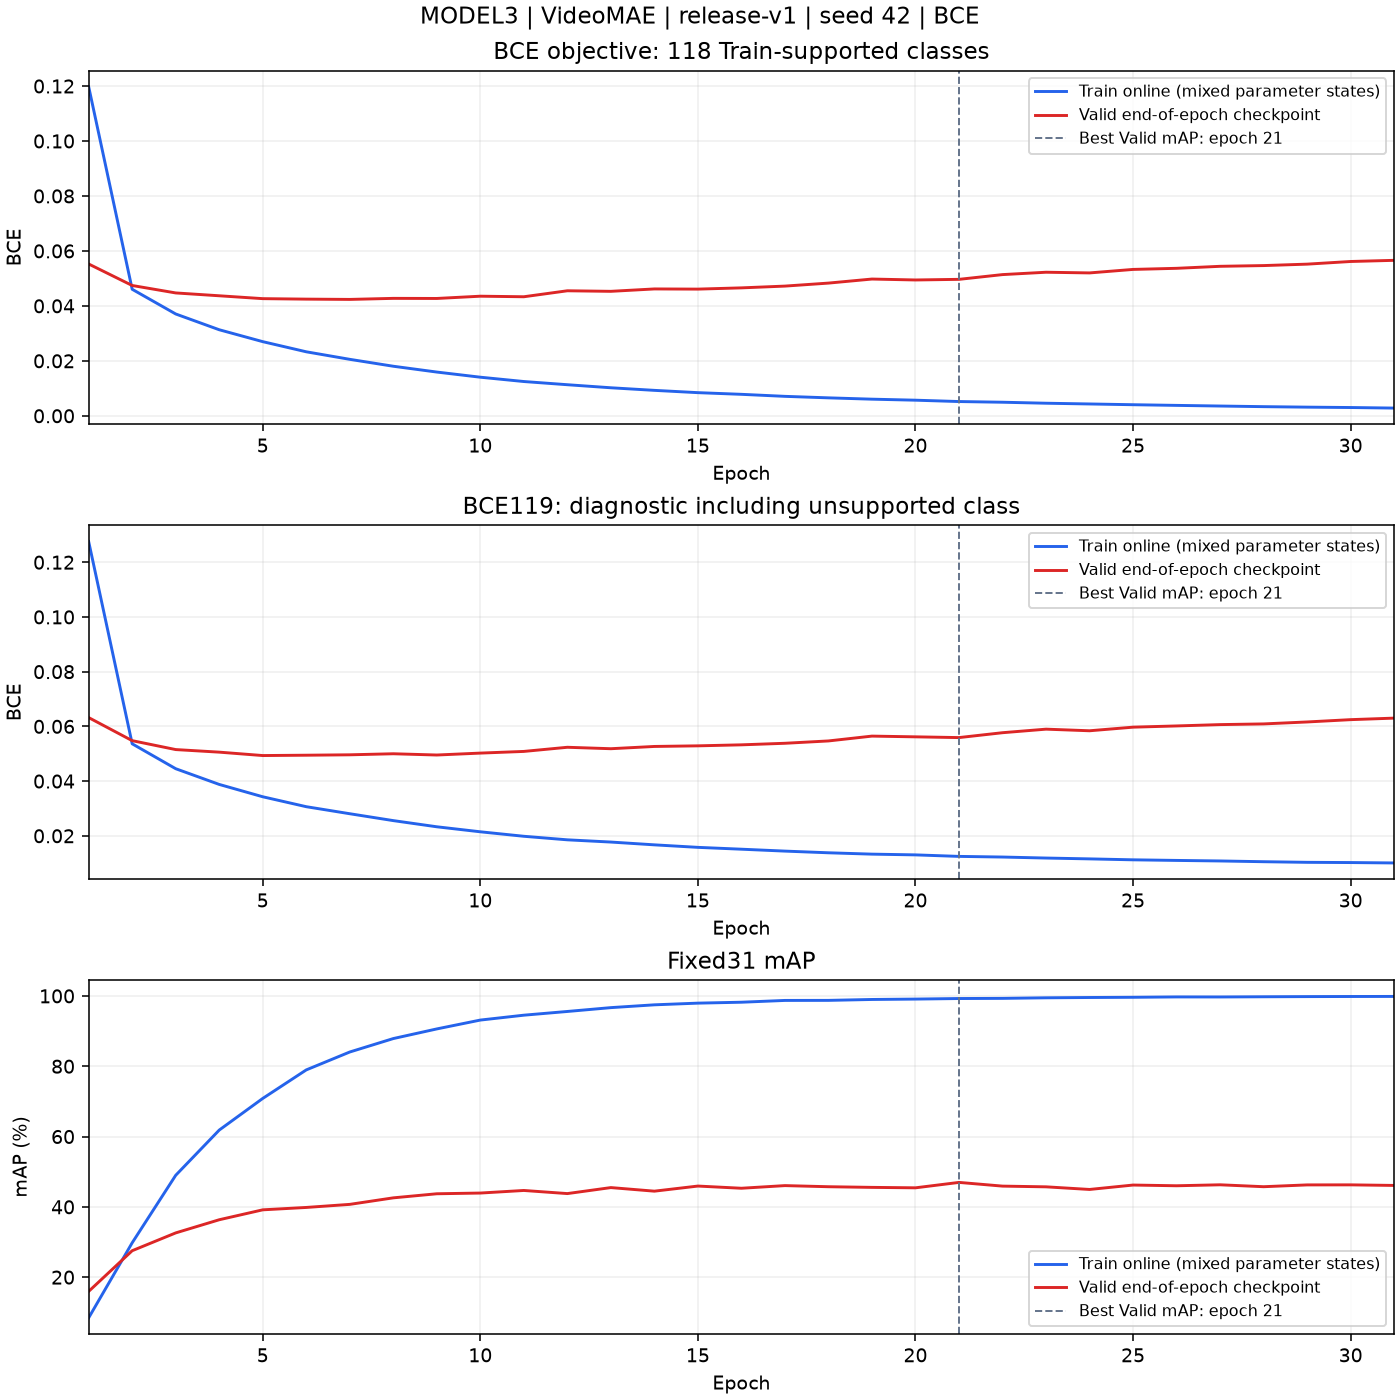 MODEL3 | VideoMAE | release-v1 | seed 42 | BCE
BCE objective: 118 Train-supported classes
BCE
0.12
0.10
0.08
0.06
0.04
0.02
0.00
Train online (mixed parameter states)
Valid end-of-epoch checkpoint
Best Valid mAP: epoch 21
5 10 15 20 25 30
Epoch
BCE119: diagnostic including unsupported class
BCE
0.12
0.10
0.08
0.06
0.04
0.02
Train online (mixed parameter states)
Valid end-of-epoch checkpoint
Best Valid mAP: epoch 21
5 10 15 20 25 30
Epoch
Fixed31 mAP
mAP (%)
100
80
60
40
20
Train online (mixed parameter states)
Valid end-of-epoch checkpoint
Best Valid mAP: epoch 21
5 10 15 20 25 30
Epoch